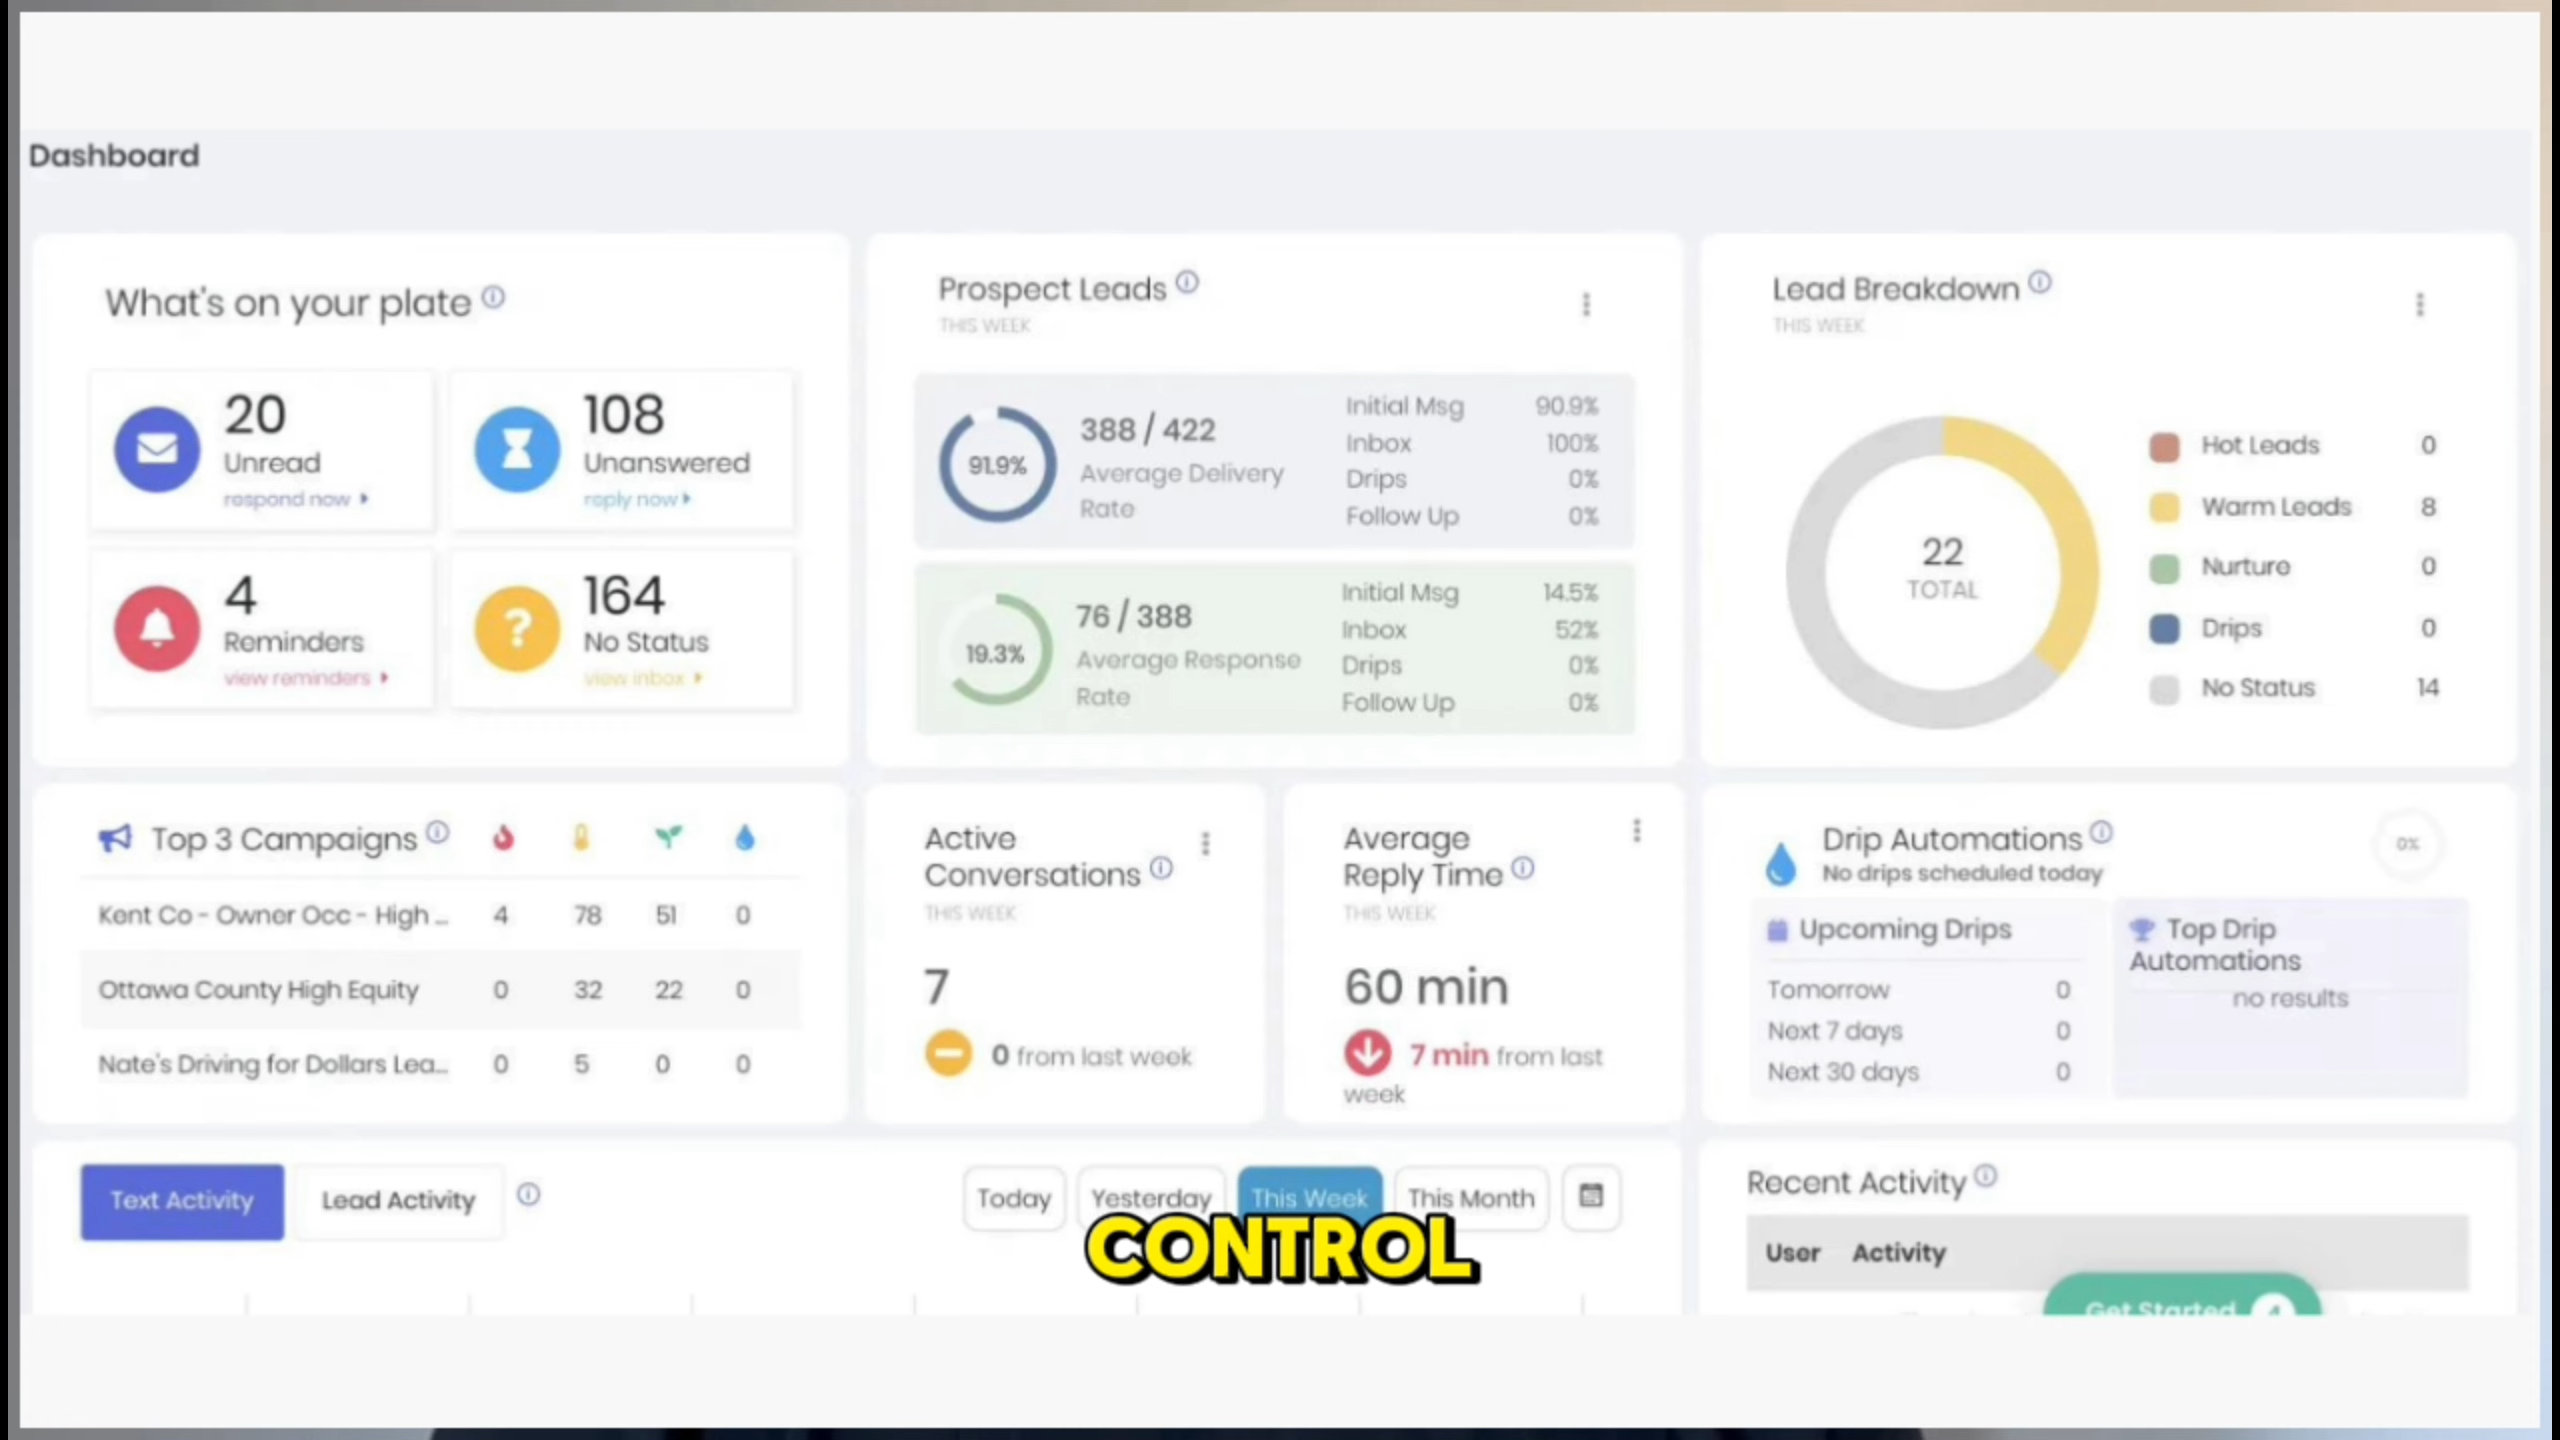 Dashboard
What's on your plate
20
Unread
respond now
108
Unanswered
reply now
4
Reminders
view reminders
164
No Status
view inbox
Prospect Leads
THIS WEEK
91.9%
388 / 422
Average Delivery
Rate
Initial Msg 90.9%
Inbox 100%
Drips 0%
Follow Up 0%
19.3%
76 / 388
Average Response
Rate
Initial Msg 14.5%
Inbox 52%
Drips 0%
Follow Up 0%
Lead Breakdown
THIS WEEK
22
TOTAL
Hot Leads 0
Warm Leads 8
Nurture 0
Drips 0
No Status 14
Top 3 Campaigns
Kent Co - Owner Occ - High ... 4 78 51 0
Ottawa County High Equity 0 32 22 0
Nate's Driving for Dollars Lea... 0 5 0 0
Active
Conversations
THIS WEEK
7
0 from last week
Average
Reply Time
THIS WEEK
60 min
7 min from last
week
Drip Automations
No drips scheduled today
0%
Upcoming Drips
Tomorrow 0
Next 7 days 0
Next 30 days 0
Top Drip
Automations
no results
Text Activity
Lead Activity
Today
Yesterday
This Week
This Month
CONTROL
Recent Activity
User Activity
Get Started 4